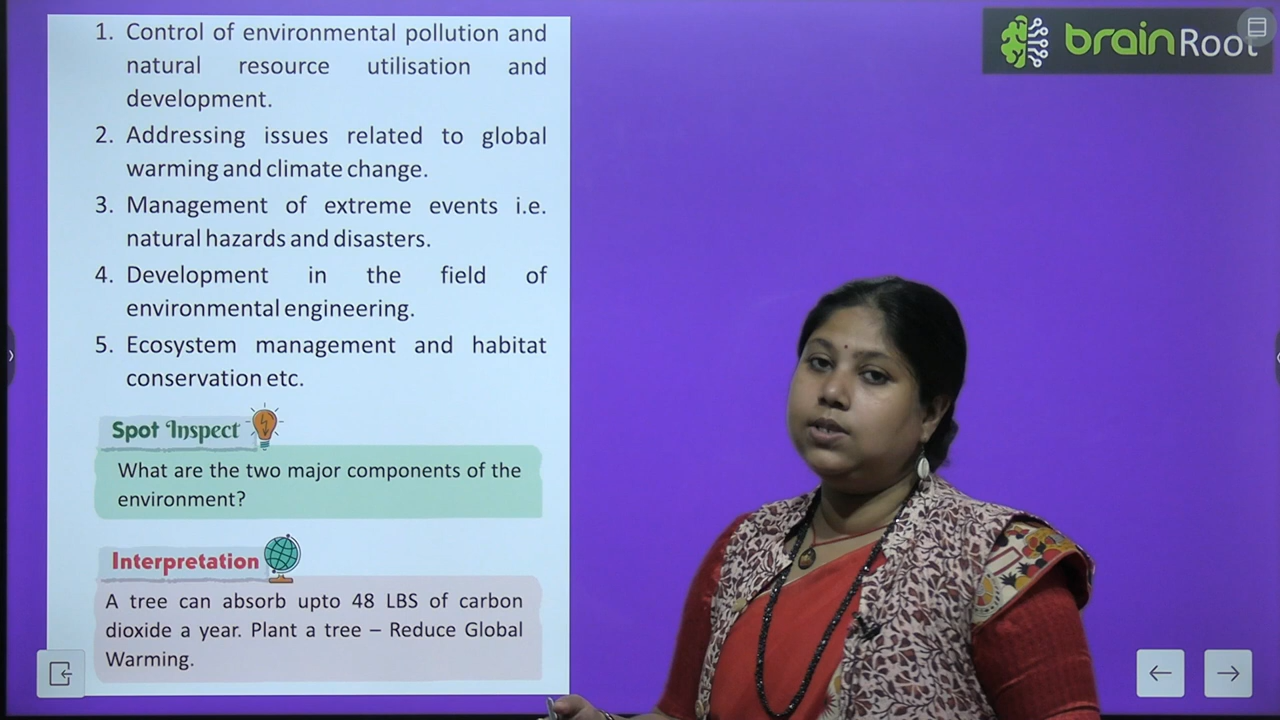 1. Control of environmental pollution and
natural resource utilisation and
development.
2. Addressing issues related to global
warming and climate change.
3. Management of extreme events i.e.
natural hazards and disasters.
4. Development in the field of
environmental engineering.
5. Ecosystem management and habitat
conservation etc.
Spot Inspect
What are the two major components of the
environment?
Interpretation
A tree can absorb upto 48 LBS of carbon
dioxide a year. Plant a tree – Reduce Global
Warming.
brainRoot